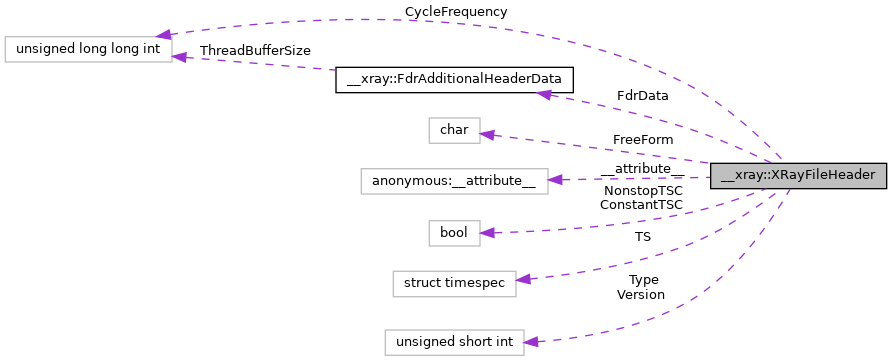 CycleFrequency
unsigned long long int
ThreadBufferSize
__xray::FdrAdditionalHeaderData
FdrData
char
FreeForm
__xray::XRayFileHeader
__attribute__
anonymous:__attribute__
NonstopTSC
ConstantTSC
bool
TS
struct timespec
Type
Version
unsigned short int